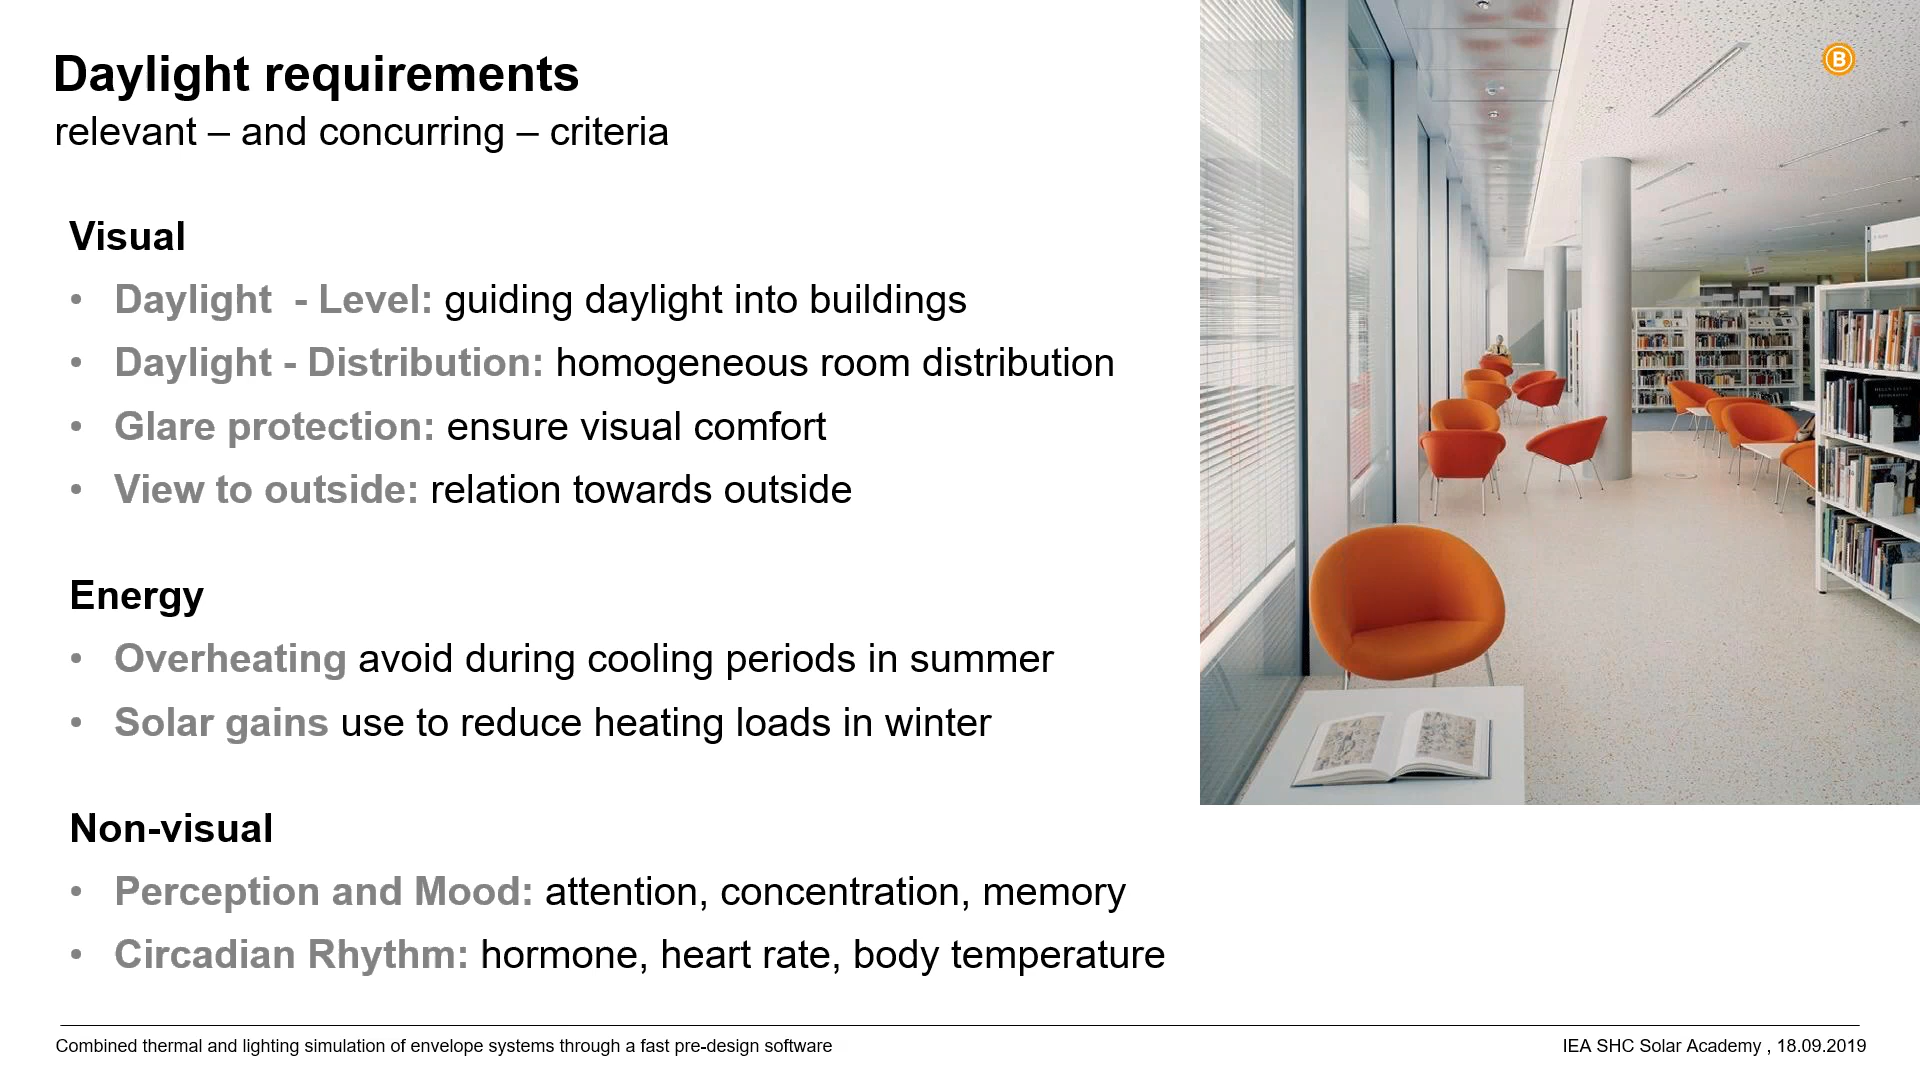 Daylight requirements
relevant – and concurring – criteria
B
Visual
• Daylight  - Level: guiding daylight into buildings
• Daylight - Distribution: homogeneous room distribution
• Glare protection: ensure visual comfort
• View to outside: relation towards outside
Energy
• Overheating avoid during cooling periods in summer
• Solar gains use to reduce heating loads in winter
Non-visual
• Perception and Mood: attention, concentration, memory
• Circadian Rhythm: hormone, heart rate, body temperature
Combined thermal and lighting simulation of envelope systems through a fast pre-design software
IEA SHC Solar Academy , 18.09.2019